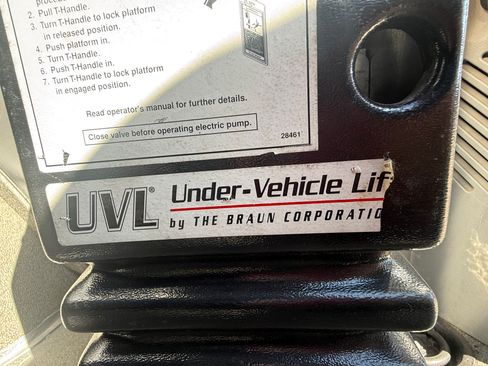 2. Pull T-Handle.
3. Turn T-Handle to lock platform
in released position.
4. Push platform in.
5. Turn T-Handle.
6. Push T-Handle in.
7. Turn T-Handle to lock platform
in engaged position.
Read operator's manual for further details.
Close valve before operating electric pump.
28461
UVL® Under-Vehicle Lif
by THE BRAUN CORPORATIO